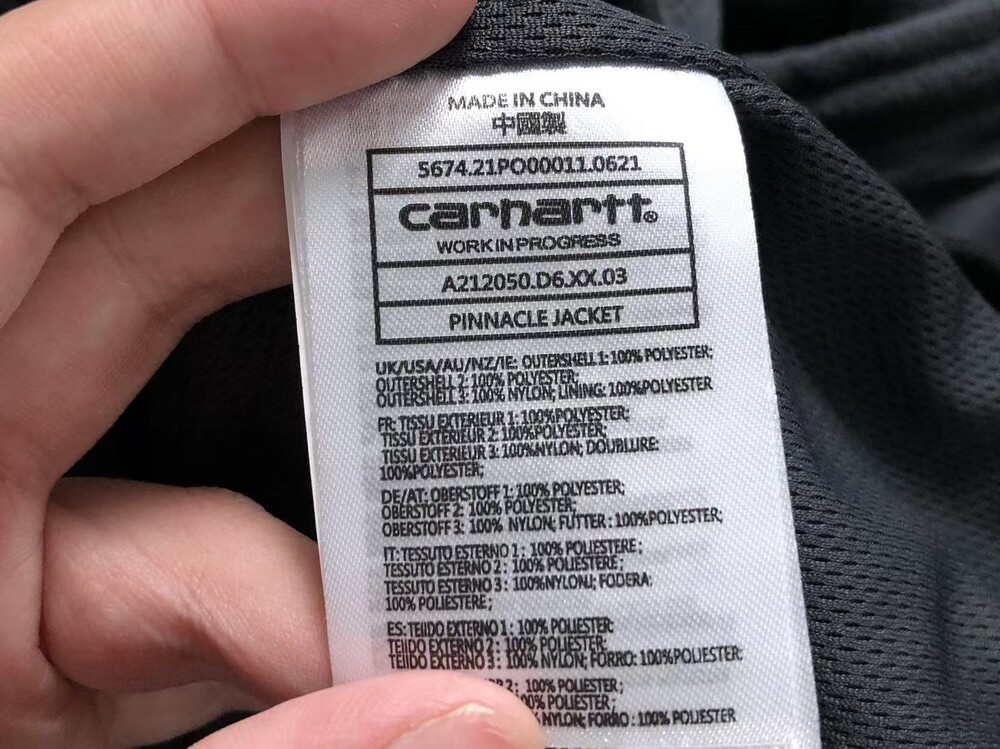 MADE IN CHINA
中國製
5674.21PO00011.0621
carhartt®
WORK IN PROGRESS
A212050.D6.XX.03
PINNACLE JACKET
UK/USA/AU/NZ/IE: OUTERSHELL 1: 100% POLYESTER;
OUTERSHELL 2: 100% POLYESTER;
OUTERSHELL 3: 100% NYLON; LINING: 100%POLYESTER
FR: TISSU EXTERIEUR 1: 100%POLYESTER;
TISSU EXTERIEUR 2: 100%POLYESTER;
TISSU EXTERIEUR 3: 100%NYLON; DOUBLURE:
100%POLYESTER;
DE/AT: OBERSTOFF 1: 100% POLYESTER;
OBERSTOFF 2: 100% POLYESTER;
OBERSTOFF 3: 100% NYLON; FUTTER : 100%POLYESTER;
IT: TESSUTO ESTERNO 1 : 100% POLIESTERE ;
TESSUTO ESTERNO 2 : 100% POLIESTERE ;
TESSUTO ESTERNO 3 : 100%NYLONJ; FODERA:
100% POLIESTERE ;
ES: TEIIDO EXTERNO 1 : 100% POLIESTER:
TEIIDO EXTERNO 2 : 100% POLIESTER:
TEIIDO EXTERNO 3 : 100% NYLON; FORRO: 100%POLIESTER:
2 ; 100% POLIESTER ;
POLIESTER ;
NYLON; FORRO : 100% POLIESTER